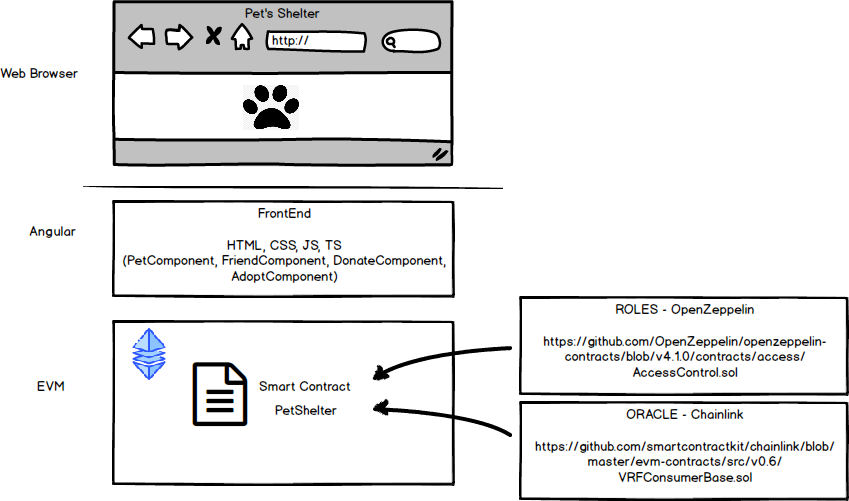 Pet's Shelter
http://
Web Browser
FrontEnd
Angular
HTML, CSS, JS, TS
(PetComponent, FriendComponent, DonateComponent,
AdoptComponent)
ROLES - OpenZeppelin
https://github.com/OpenZeppelin/openzeppelin-
contracts/blob/v4.1.0/contracts/access/
AccessControl.sol
EVM
Smart Contract
PetShelter
ORACLE - Chainlink
https://github.com/smartcontractkit/chainlink/blob/
master/evm-contracts/src/v0.6/
VRFConsumerBase.sol